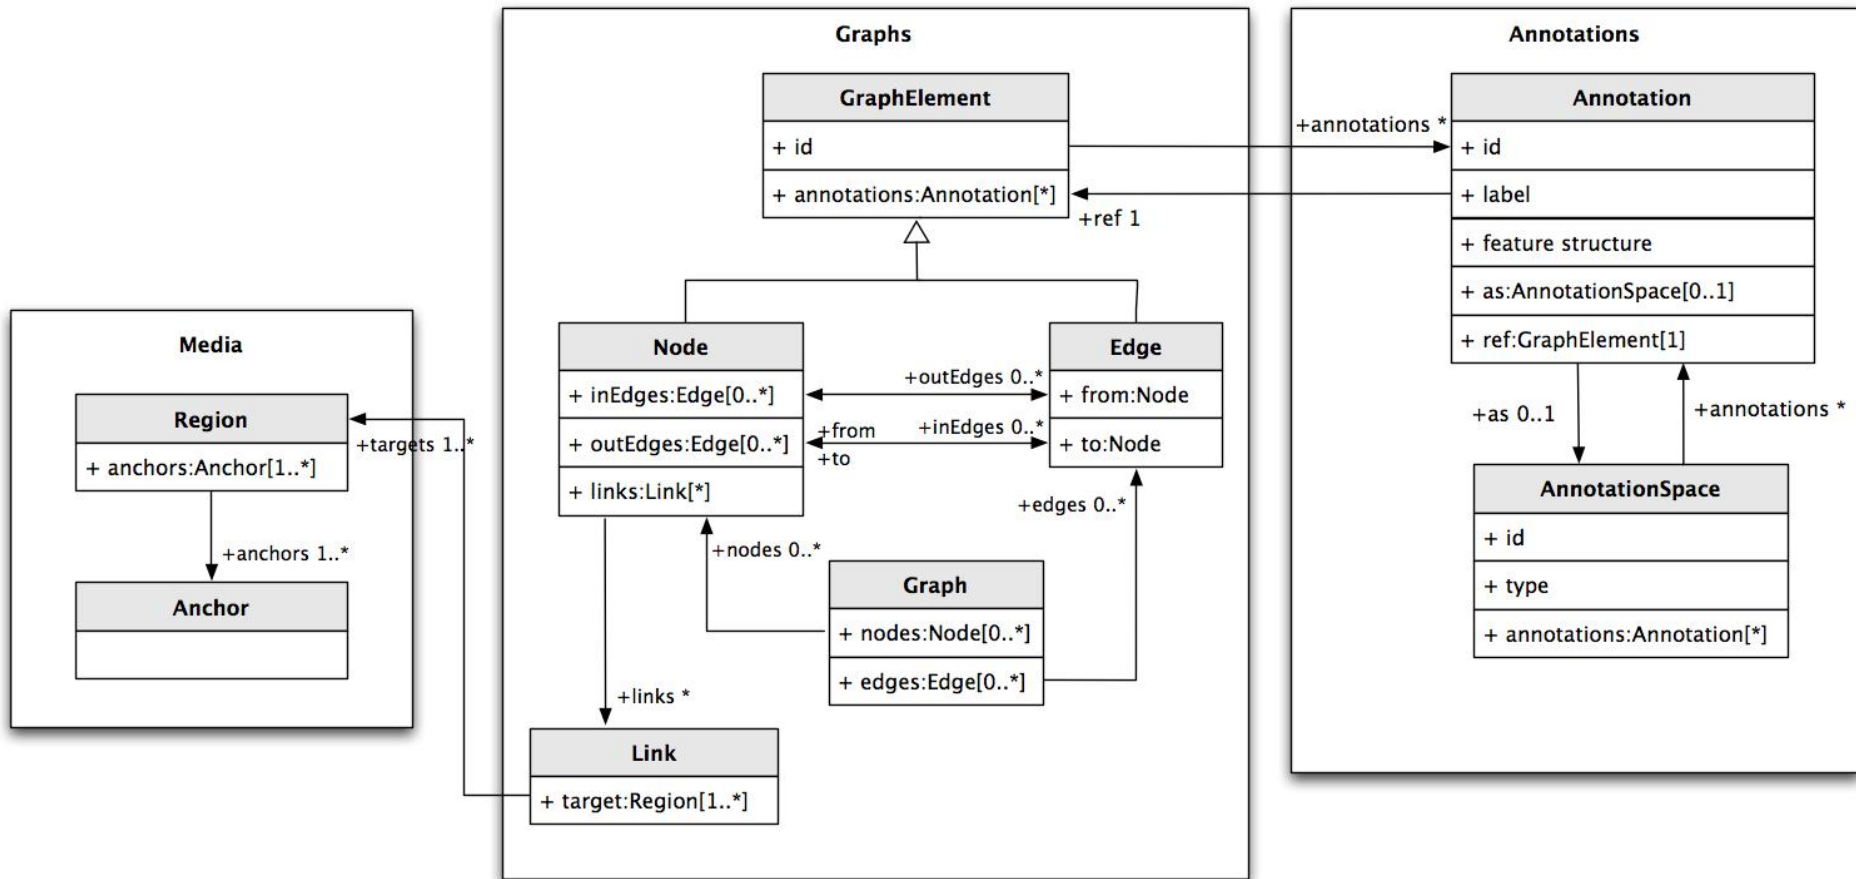 Graphs
GraphElement
+ id
+ annotations:Annotation[*]
+annotations *
+ref 1
Node
+ inEdges:Edge[0..*]
+ outEdges:Edge[0..*]
+ links:Link[*]
+outEdges 0..*
+from
+inEdges 0..*
+to
Edge
+ from:Node
+ to:Node
+edges 0..*
+nodes 0..*
Graph
+ nodes:Node[0..*]
+ edges:Edge[0..*]
+links *
Link
+ target:Region[1..*]
Media
Region
+ anchors:Anchor[1..*]
+targets 1..*
+anchors 1..*
Anchor
Annotations
Annotation
+ id
+ label
+ feature structure
+ as:AnnotationSpace[0..1]
+ ref:GraphElement[1]
+as 0..1
+annotations *
AnnotationSpace
+ id
+ type
+ annotations:Annotation[*]